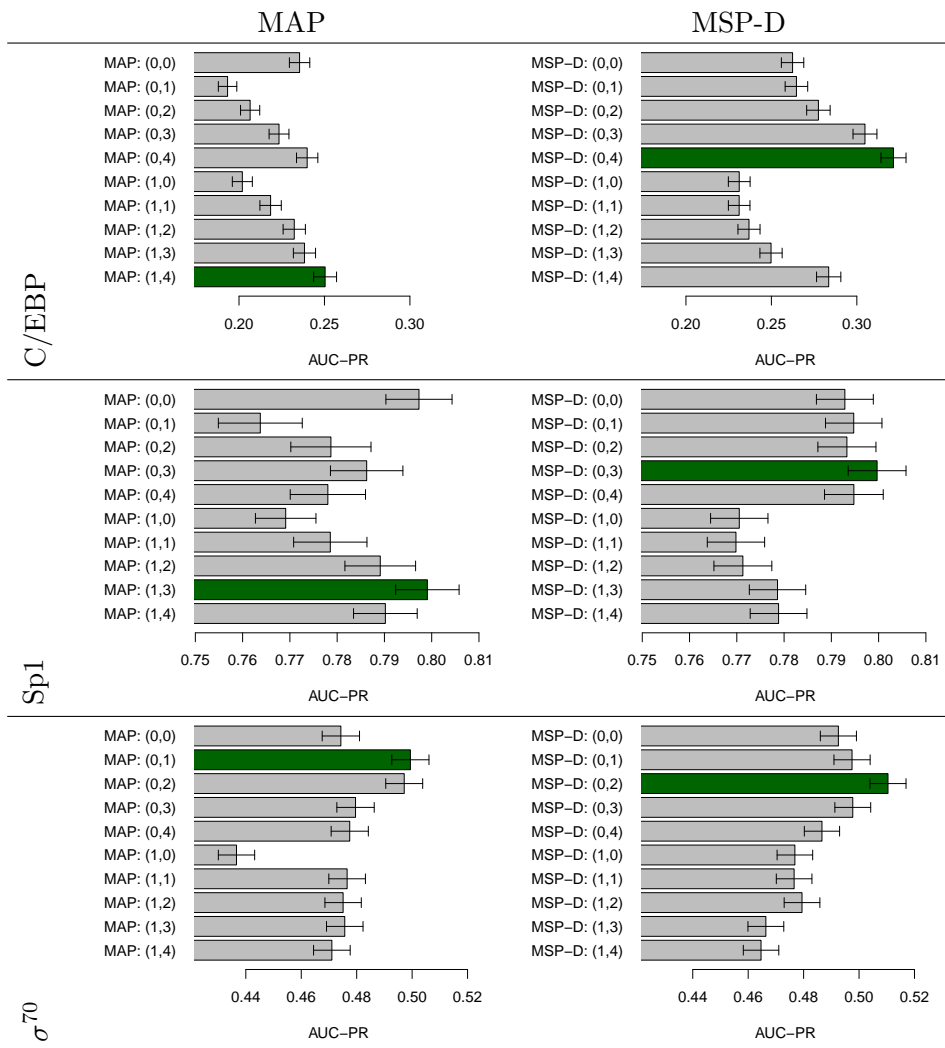 MAP MSP-D
C/EBP
MAP: (0,0)
MAP: (0,1)
MAP: (0,2)
MAP: (0,3)
MAP: (0,4)
MAP: (1,0)
MAP: (1,1)
MAP: (1,2)
MAP: (1,3)
MAP: (1,4)
0.20 0.25 0.30
AUC−PR
MSP−D: (0,0)
MSP−D: (0,1)
MSP−D: (0,2)
MSP−D: (0,3)
MSP−D: (0,4)
MSP−D: (1,0)
MSP−D: (1,1)
MSP−D: (1,2)
MSP−D: (1,3)
MSP−D: (1,4)
0.20 0.25 0.30
AUC−PR
Sp1
MAP: (0,0)
MAP: (0,1)
MAP: (0,2)
MAP: (0,3)
MAP: (0,4)
MAP: (1,0)
MAP: (1,1)
MAP: (1,2)
MAP: (1,3)
MAP: (1,4)
0.75 0.76 0.77 0.78 0.79 0.80 0.81
AUC−PR
MSP−D: (0,0)
MSP−D: (0,1)
MSP−D: (0,2)
MSP−D: (0,3)
MSP−D: (0,4)
MSP−D: (1,0)
MSP−D: (1,1)
MSP−D: (1,2)
MSP−D: (1,3)
MSP−D: (1,4)
0.75 0.76 0.77 0.78 0.79 0.80 0.81
AUC−PR
σ⁷⁰
MAP: (0,0)
MAP: (0,1)
MAP: (0,2)
MAP: (0,3)
MAP: (0,4)
MAP: (1,0)
MAP: (1,1)
MAP: (1,2)
MAP: (1,3)
MAP: (1,4)
0.44 0.46 0.48 0.50 0.52
AUC−PR
MSP−D: (0,0)
MSP−D: (0,1)
MSP−D: (0,2)
MSP−D: (0,3)
MSP−D: (0,4)
MSP−D: (1,0)
MSP−D: (1,1)
MSP−D: (1,2)
MSP−D: (1,3)
MSP−D: (1,4)
0.44 0.46 0.48 0.50 0.52
AUC−PR